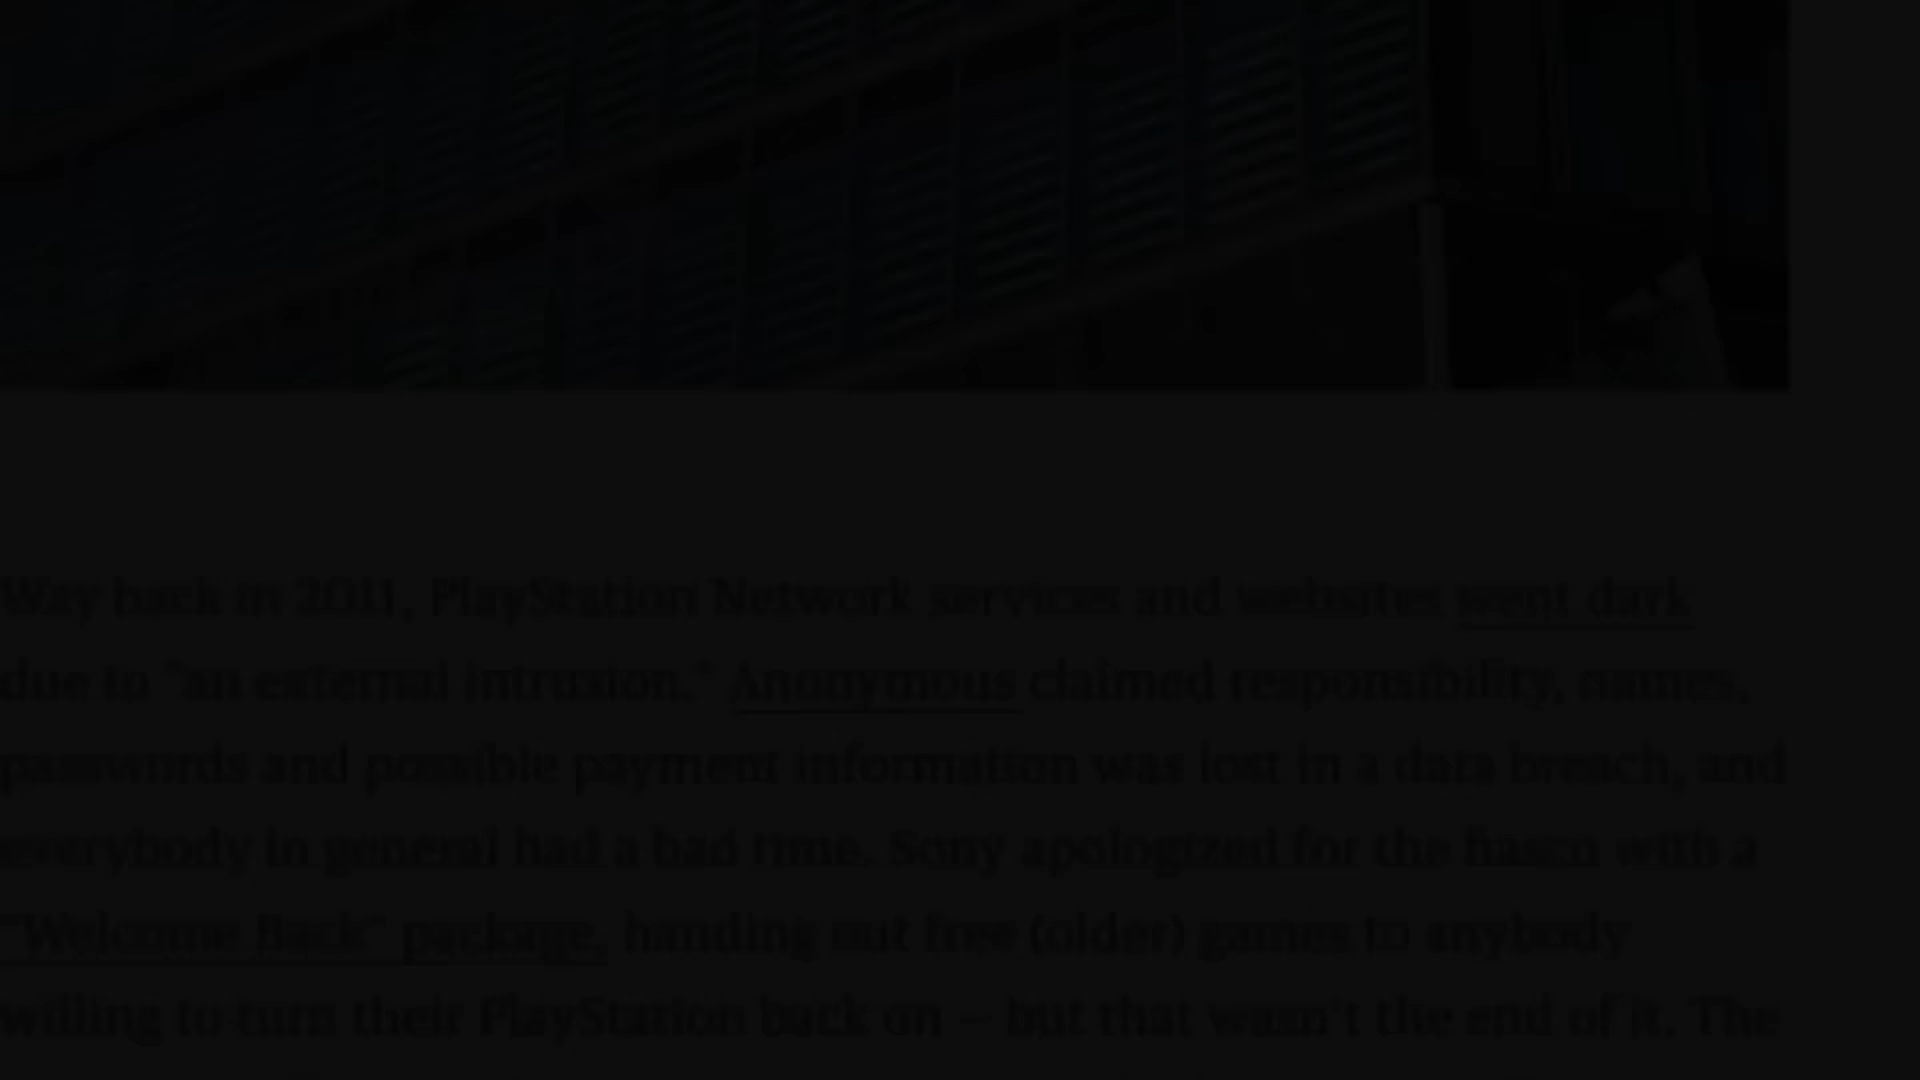 Way back in 2011, PlayStation Network services and websites went dark
due to "an external intrusion." Anonymous claimed responsibility, names,
passwords and possible payment information was lost in a data breach, and
everybody in general had a bad time. Sony apologized for the fiasco with a
"Welcome Back" package, handing out free (older) games to anybody
willing to turn their PlayStation back on -- but that wasn't the end of it. The